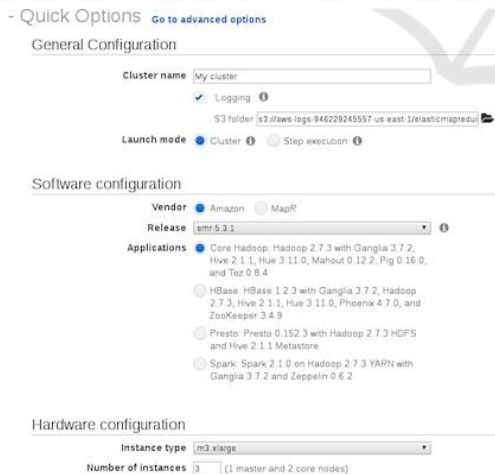 - Quick Options Go to advanced options
General Configuration
Cluster name My cluster
Logging
S3 folder s3://aws-logs-946229245557-us-east-1/elasticmapreduc
Launch mode Cluster Step execution
Software configuration
Vendor Amazon MapR
Release emr-5.3.1
Applications Core Hadoop: Hadoop 2.7.3 with Ganglia 3.7.2,
Hive 2.1.1, Hue 3.11.0, Mahout 0.12.2, Pig 0.16.0,
and Tez 0.8.4
HBase: HBase 1.2.3 with Ganglia 3.7.2, Hadoop
2.7.3, Hive 2.1.1, Hue 3.11.0, Phoenix 4.7.0, and
ZooKeeper 3.4.9
Presto: Presto 0.152.3 with Hadoop 2.7.3 HDFS
and Hive 2.1.1 Metastore
Spark: Spark 2.1.0 on Hadoop 2.7.3 YARN with
Ganglia 3.7.2 and Zeppelin 0.6.2
Hardware configuration
Instance type m3.xlarge
Number of instances 3 (1 master and 2 core nodes)